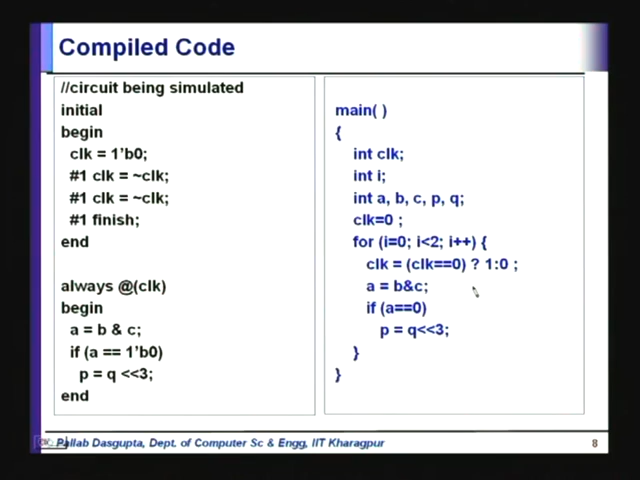 Compiled Code
//circuit being simulated
initial
begin
clk = 1'b0;
#1 clk = ~clk;
#1 clk = ~clk;
#1 finish;
end
always @(clk)
begin
a = b & c;
if (a == 1'b0)
p = q <<3;
end
main( )
{
int clk;
int i;
int a, b, c, p, q;
clk=0 ;
for (i=0; i<2; i++) {
clk = (clk==0) ? 1:0 ;
a = b&c;
if (a==0)
p = q<<3;
}
}
Pallab Dasgupta, Dept. of Computer Sc & Engg, IIT Kharagpur
8